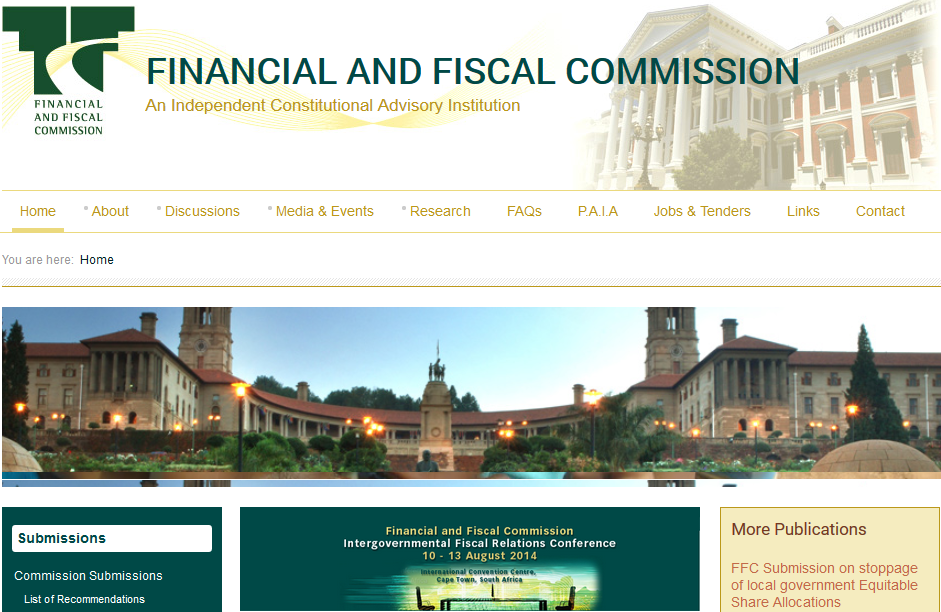 FINANCIAL
AND FISCAL
COMMISSION
FINANCIAL AND FISCAL COMMISSION
An Independent Constitutional Advisory Institution
Home About Discussions Media & Events Research FAQs P.A.I.A Jobs & Tenders Links Contact
You are here: Home
Submissions
Commission Submissions
List of Recommendations
Financial and Fiscal Commission
Intergovernmental Fiscal Relations Conference
10 - 13 August 2014
International Convention Centre,
Cape Town, South Africa
More Publications
FFC Submission on stoppage
of local government Equitable
Share Allocations